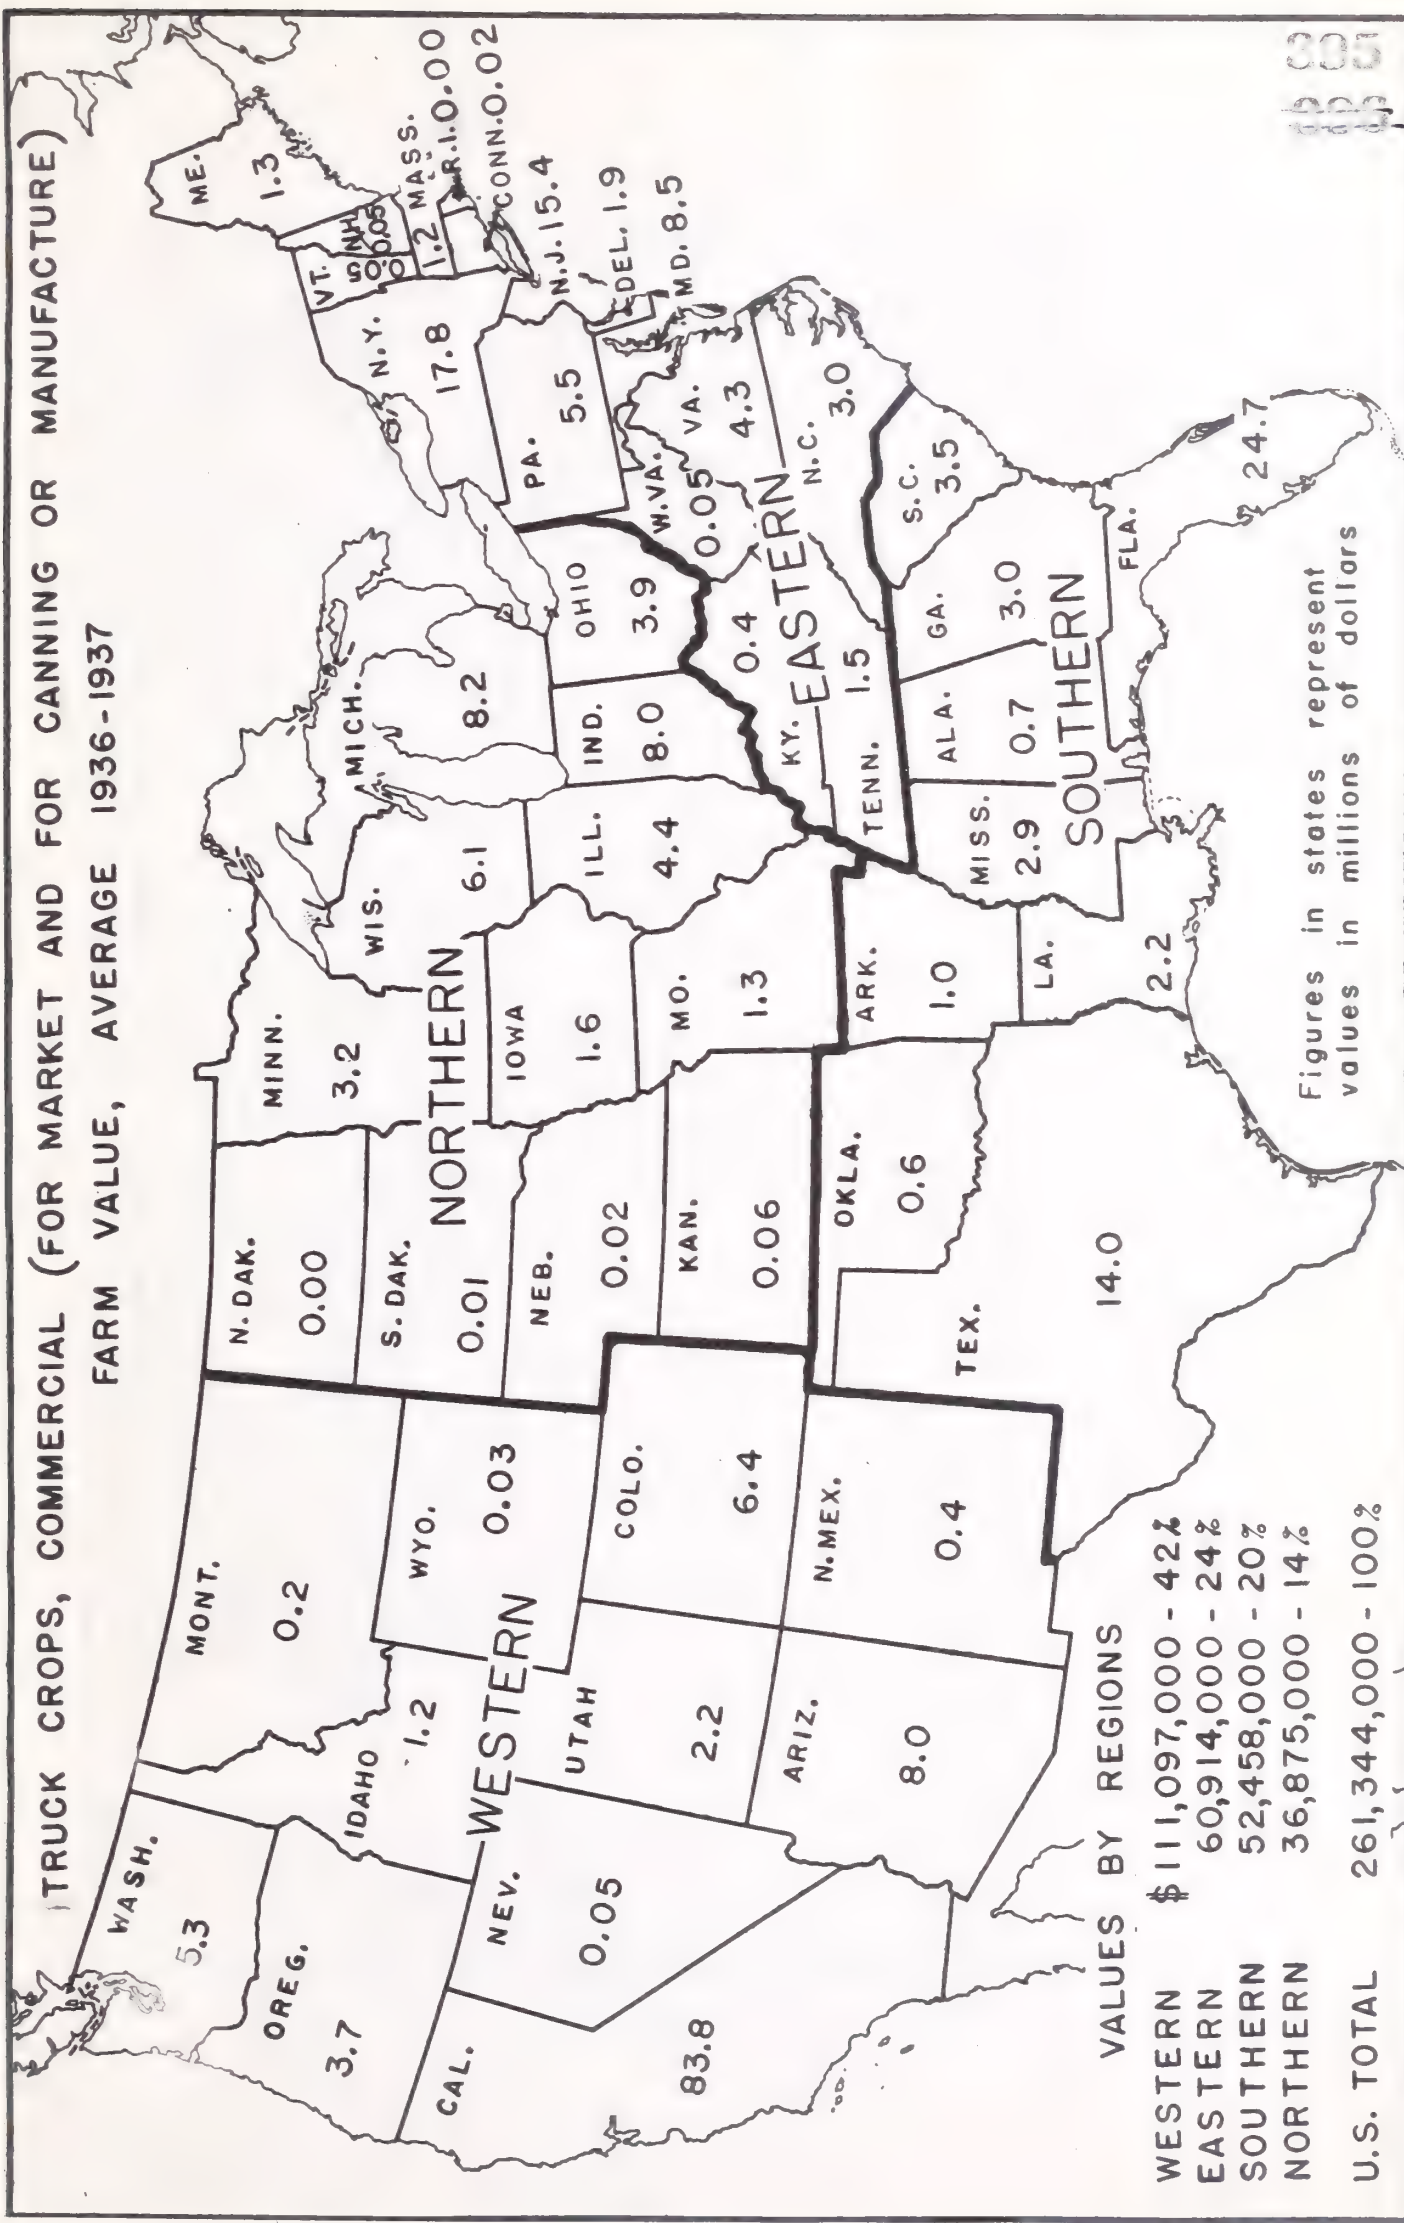 TRUCK CROPS, COMMERCIAL (FOR MARKET AND FOR CANNING OR MANUFACTURE)
FARM VALUE, AVERAGE 1936-1937
WASH.
5.3
OREG.
3.7
CAL.
83.8
NEV.
0.05
IDAHO
1.2
MONT.
0.2
WYO.
0.03
WESTERN
UTAH
2.2
COLO.
6.4
ARIZ.
8.0
N.MEX.
0.4
N. DAK.
0.00
S. DAK.
0.01
NEB.
0.02
KAN.
0.06
NORTHERN
MINN.
3.2
IOWA
1.6
MO.
1.3
WIS.
6.1
ILL.
4.4
MICH.
8.2
IND.
8.0
OHIO
3.9
OKLA.
0.6
TEX.
14.0
ARK.
1.0
LA.
2.2
MISS.
2.9
ALA.
0.7
GA.
3.0
SOUTHERN
FLA.
24.7
S.C.
3.5
KY.
0.4
TENN.
1.5
EASTERN
N.C.
3.0
VA.
4.3
W.VA.
0.05
PA.
5.5
N.Y.
17.8
VT.
0.05
NH
0.05
ME.
1.3
MASS.
1.2
R.I. 0.00
CONN. 0.02
N.J. 15.4
DEL. 1.9
MD. 8.5
VALUES BY REGIONS
WESTERN $111,097,000 - 42%
EASTERN 60,914,000 - 24%
SOUTHERN 52,458,000 - 20%
NORTHERN 36,875,000 - 14%
U.S. TOTAL 261,344,000 - 100%
Figures in states represent
values in millions of dollars
305